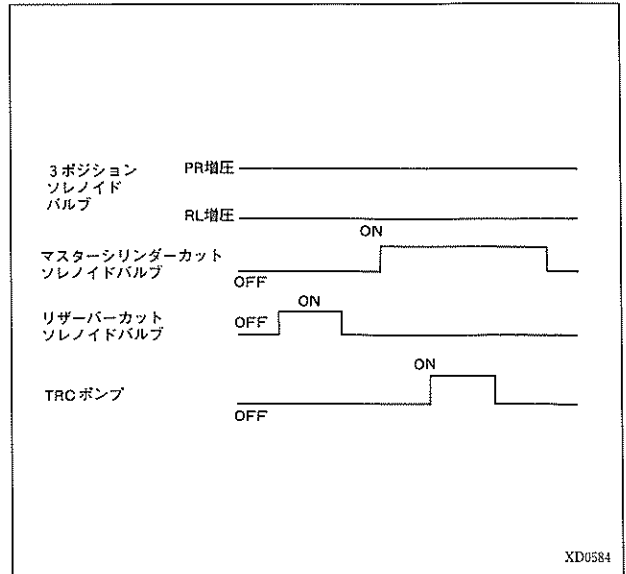 3ポジション
ソレノイド
バルブ
PR増圧
RL増圧
ON
マスターシリンダーカット
ソレノイドバルブ
OFF
ON
リザーバーカット
ソレノイドバルブ
OFF
ON
TRCポンプ
OFF
XD0584